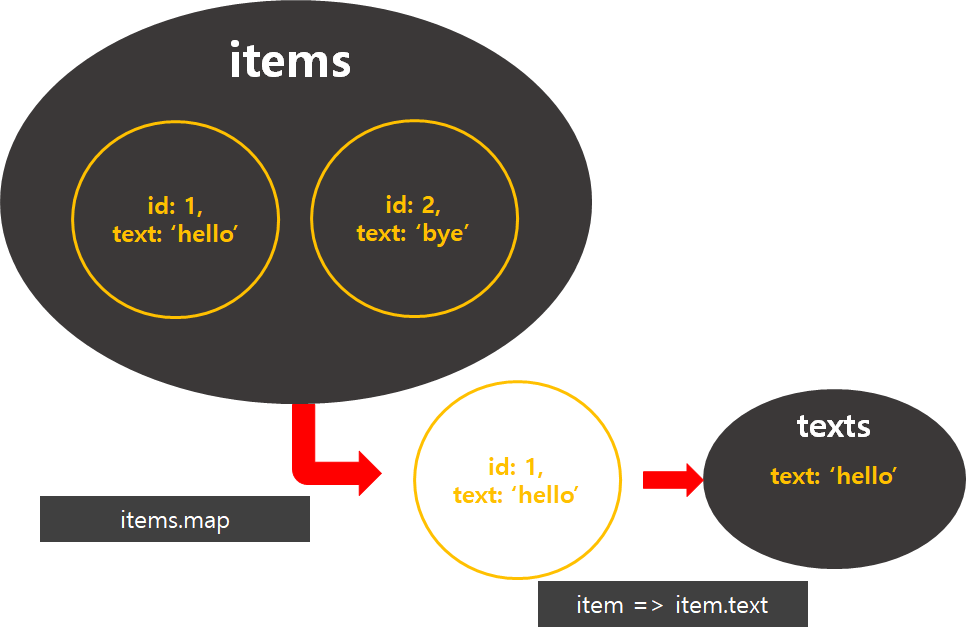 items
id: 1,
text: ‘hello’
id: 2,
text: ‘bye’
id: 1,
text: ‘hello’
texts
text: ‘hello’
items.map
item => item.text